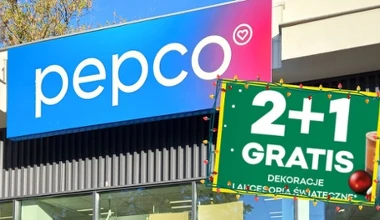 pepco
2+1
GRATIS
DEKORACJE
I AKCESORIA ŚWIĄTECZNE